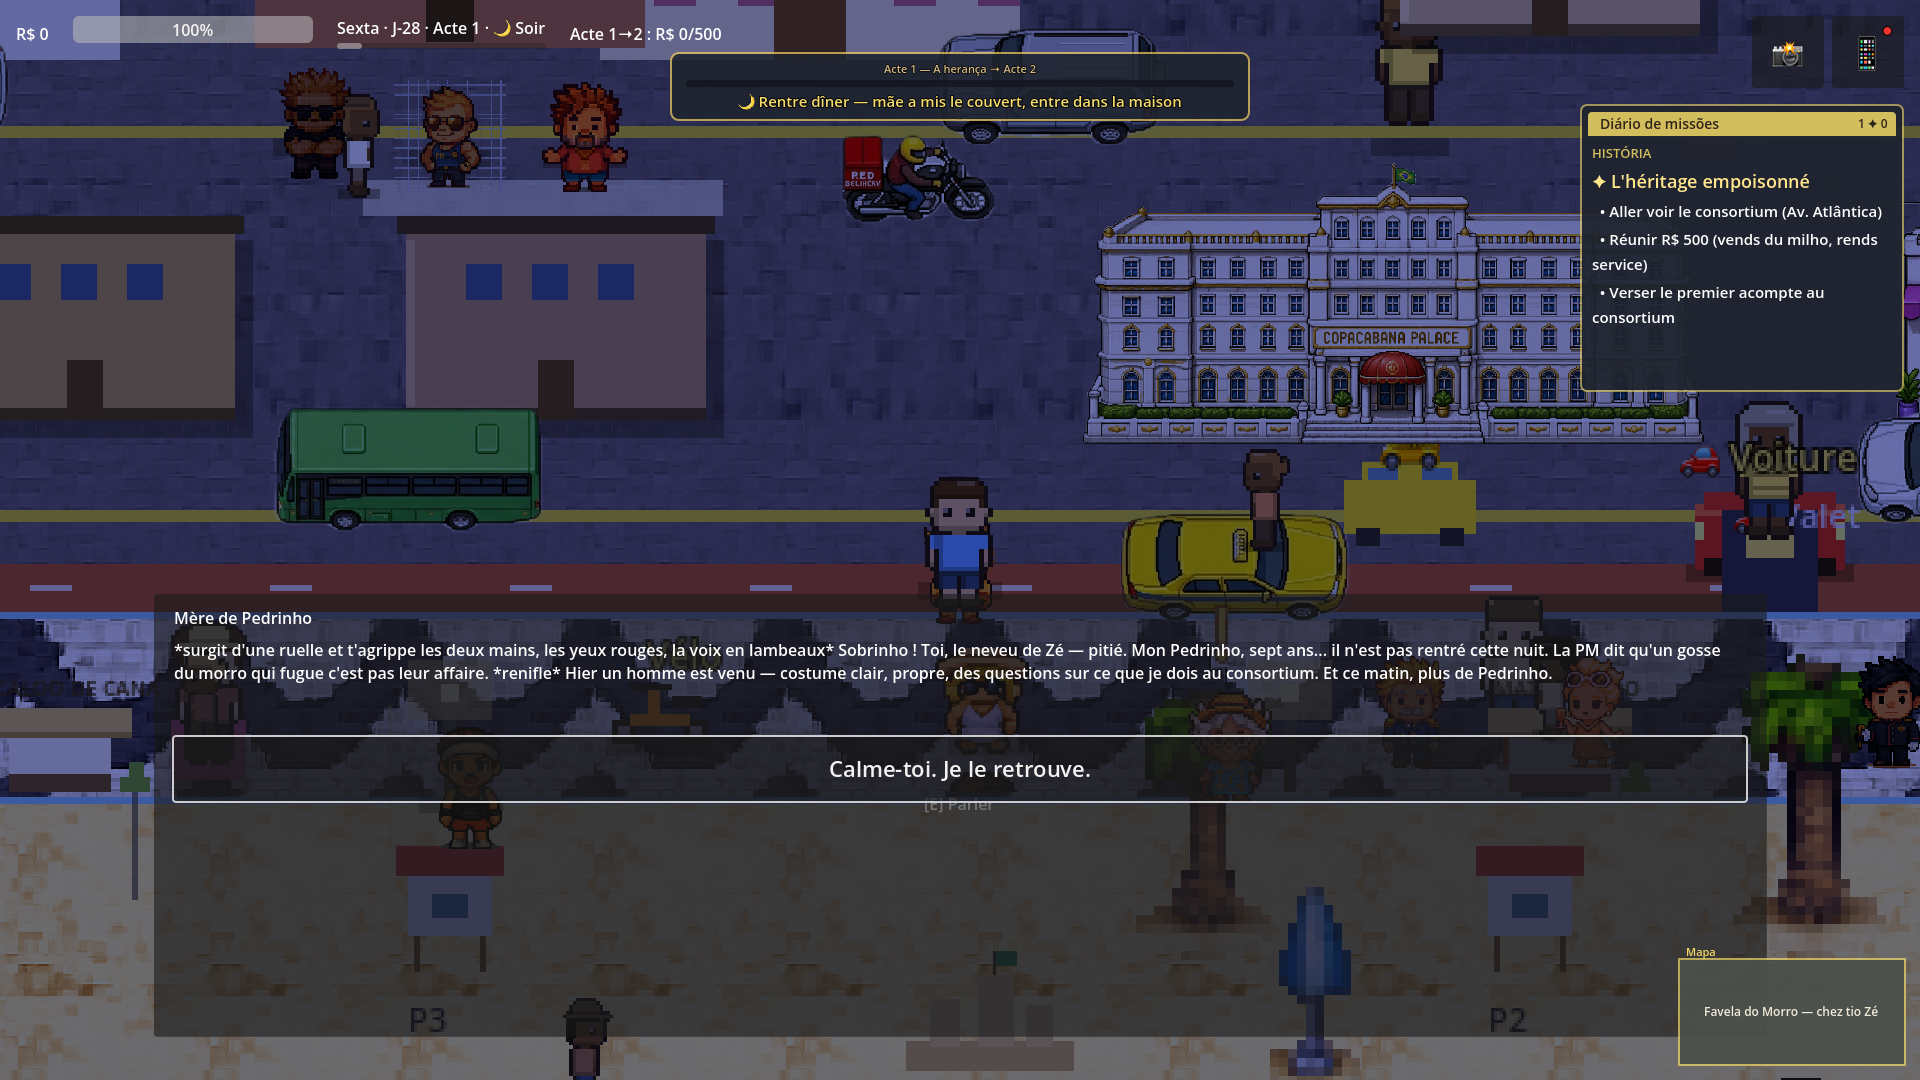 R$ 0
100%
Sexta · J-28 · Acte 1 · 🌙 Soir
Acte 1→2 : R$ 0/500
Acte 1 — A herança → Acte 2
🌙 Rentre dîner — mãe a mis le couvert, entre dans la maison
Diário de missões
1 ✦ 0
HISTÓRIA
✦ L'héritage empoisonné
• Aller voir le consortium (Av. Atlântica)
• Réunir R$ 500 (vends du milho, rends
service)
• Verser le premier acompte au
consortium
RED
DELIVERY
COPACABANA PALACE
Voiture
Valet
Mère de Pedrinho
*surgit d'une ruelle et t'agrippe les deux mains, les yeux rouges, la voix en lambeaux* Sobrinho ! Toi, le neveu de Zé — pitié. Mon Pedrinho, sept ans... il n'est pas rentré cette nuit. La PM dit qu'un gosse
du morro qui fugue c'est pas leur affaire. *renifle* Hier un homme est venu — costume clair, propre, des questions sur ce que je dois au consortium. Et ce matin, plus de Pedrinho.
Calme-toi. Je le retrouve.
[E] Parler
P3
P2
Mapa
Favela do Morro — chez tio Zé